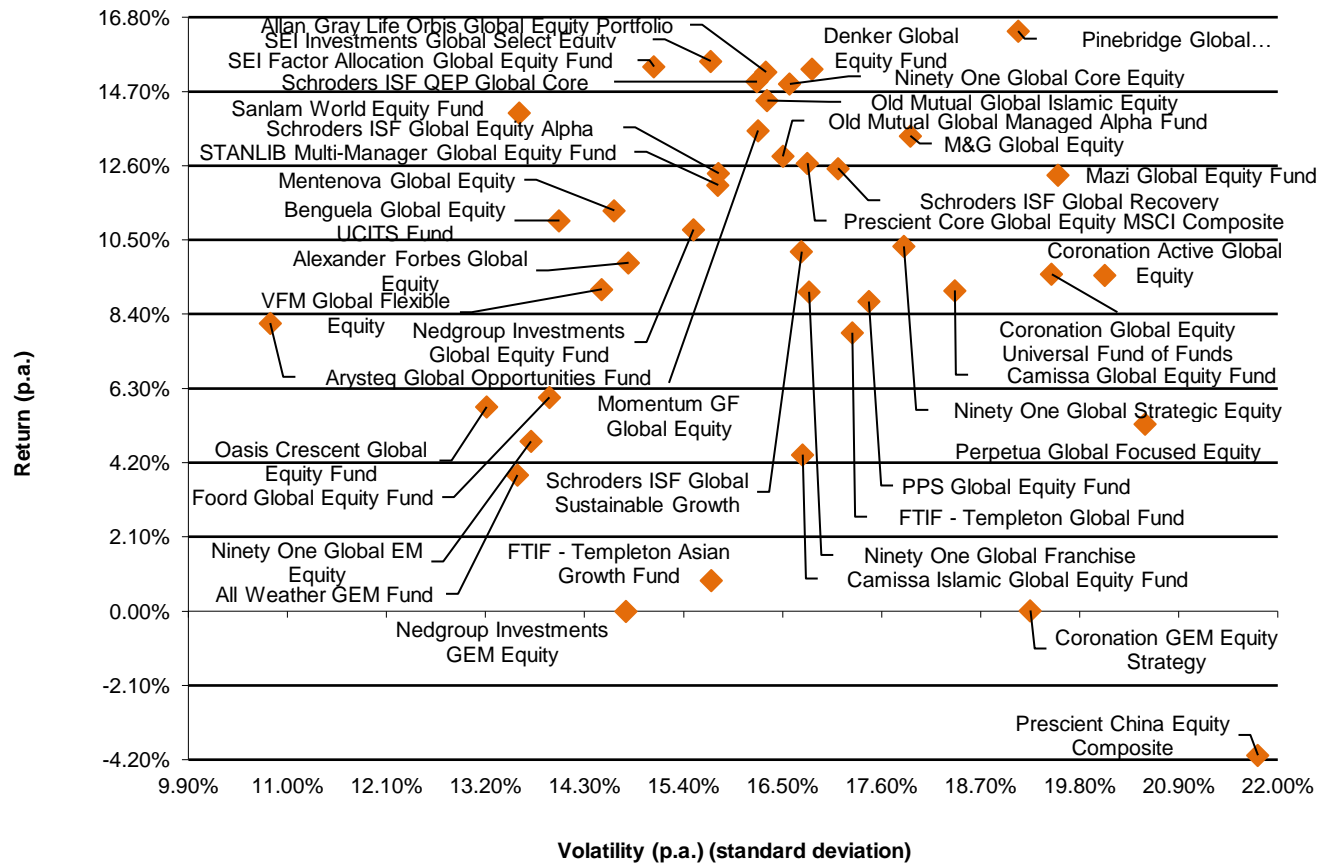 16.80%
14.70%
12.60%
10.50%
8.40%
6.30%
4.20%
2.10%
0.00%
-2.10%
-4.20%
Return (p.a.)
Allan Gray Life Orbis Global Equity Portfolio
SEI Investments Global Select Equity
SEI Factor Allocation Global Equity Fund
Schroders ISF QEP Global Core
Sanlam World Equity Fund
Schroders ISF Global Equity Alpha
STANLIB Multi-Manager Global Equity Fund
Mentenova Global Equity
Benguela Global Equity
UCITS Fund
Alexander Forbes Global
Equity
VFM Global Flexible
Equity
Nedgroup Investments
Global Equity Fund
Arysteq Global Opportunities Fund
Denker Global
Equity Fund
Pinebridge Global…
Ninety One Global Core Equity
Old Mutual Global Islamic Equity
Old Mutual Global Managed Alpha Fund
M&G Global Equity
Mazi Global Equity Fund
Schroders ISF Global Recovery
Prescient Core Global Equity MSCI Composite
Coronation Active Global
Equity
Coronation Global Equity
Universal Fund of Funds
Camissa Global Equity Fund
Momentum GF
Global Equity
Ninety One Global Strategic Equity
Oasis Crescent Global
Equity Fund
Perpetua Global Focused Equity
Foord Global Equity Fund
Schroders ISF Global
Sustainable Growth
PPS Global Equity Fund
FTIF - Templeton Global Fund
Ninety One Global EM
Equity
All Weather GEM Fund
FTIF - Templeton Asian
Growth Fund
Ninety One Global Franchise
Camissa Islamic Global Equity Fund
Nedgroup Investments
GEM Equity
Coronation GEM Equity
Strategy
Prescient China Equity
Composite
9.90% 11.00% 12.10% 13.20% 14.30% 15.40% 16.50% 17.60% 18.70% 19.80% 20.90% 22.00%
Volatility (p.a.) (standard deviation)